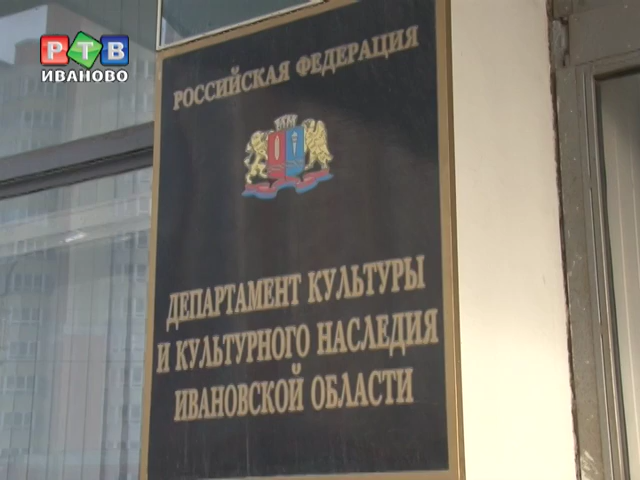 РТВ
ИВАНОВО
РОССИЙСКАЯ ФЕДЕРАЦИЯ
ДЕПАРТАМЕНТ КУЛЬТУРЫ
И КУЛЬТУРНОГО НАСЛЕДИЯ
ИВАНОВСКОЙ ОБЛАСТИ